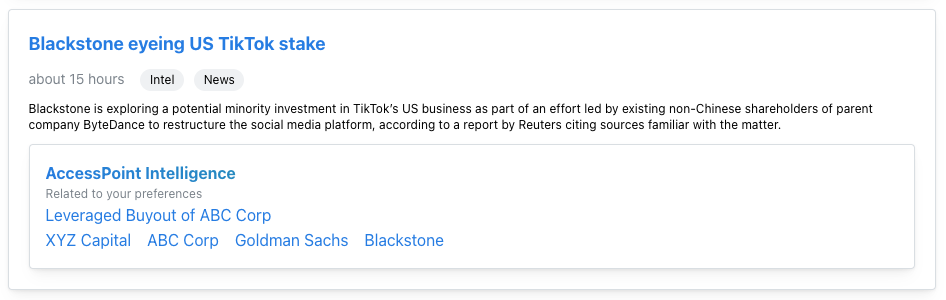 Blackstone eyeing US TikTok stake
about 15 hours Intel News
Blackstone is exploring a potential minority investment in TikTok’s US business as part of an effort led by existing non-Chinese shareholders of parent
company ByteDance to restructure the social media platform, according to a report by Reuters citing sources familiar with the matter.
AccessPoint Intelligence
Related to your preferences
Leveraged Buyout of ABC Corp
XYZ Capital ABC Corp Goldman Sachs Blackstone